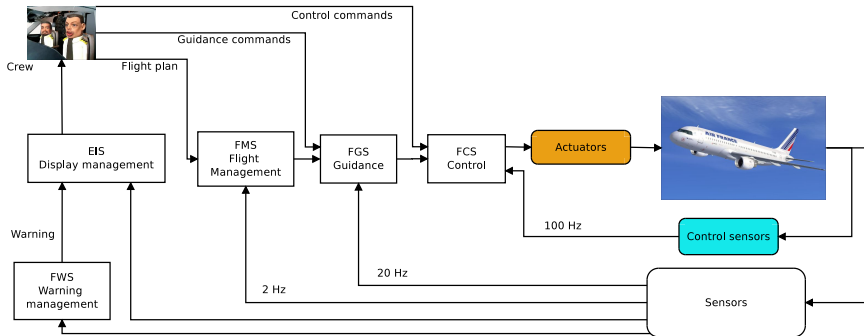 Control commands
Guidance commands
Crew
Flight plan
EIS
Display management
FMS
Flight
Management
FGS
Guidance
FCS
Control
Actuators
AIR FRANCE
100 Hz
Control sensors
Warning
FWS
Warning
management
2 Hz
20 Hz
Sensors